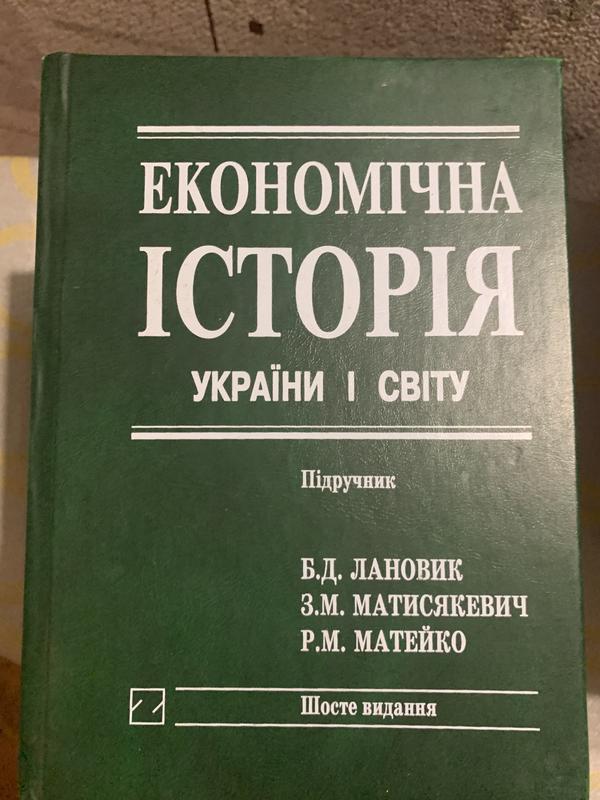 ЕКОНОМІЧНА
ІСТОРІЯ
УКРАЇНИ І СВІТУ
Підручник
Б.Д. ЛАНОВИК
З.М. МАТИСЯКЕВИЧ
Р.М. МАТЕЙКО
Шосте видання